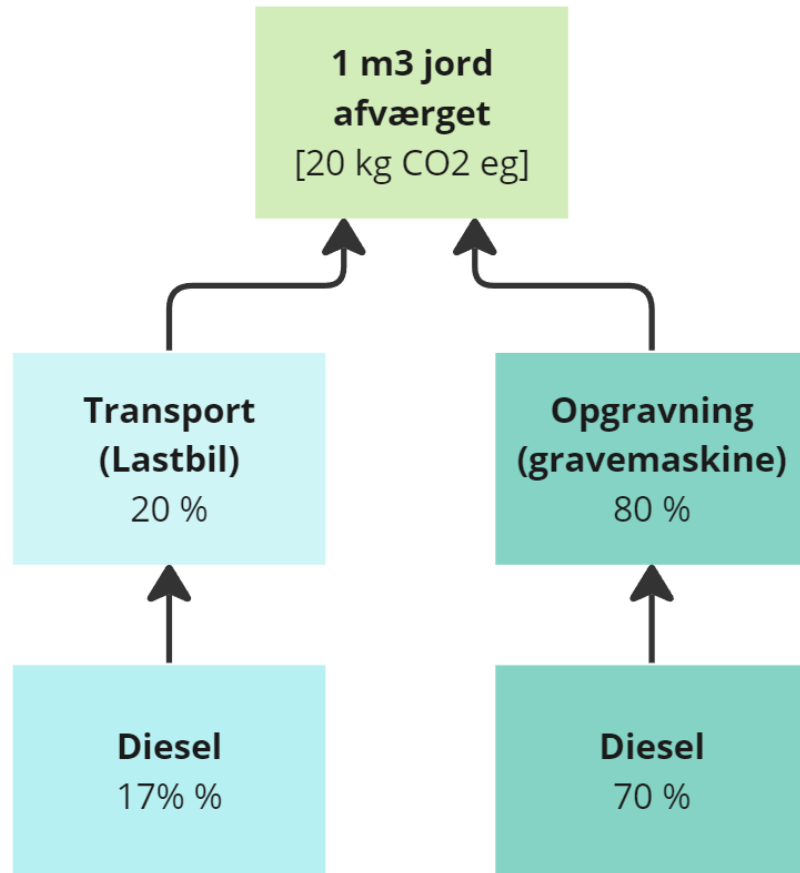 1 m3 jord
afværget
[20 kg CO2 eg]
Transport
(Lastbil)
20 %
Opgravning
(gravemaskine)
80 %
Diesel
17% %
Diesel
70 %